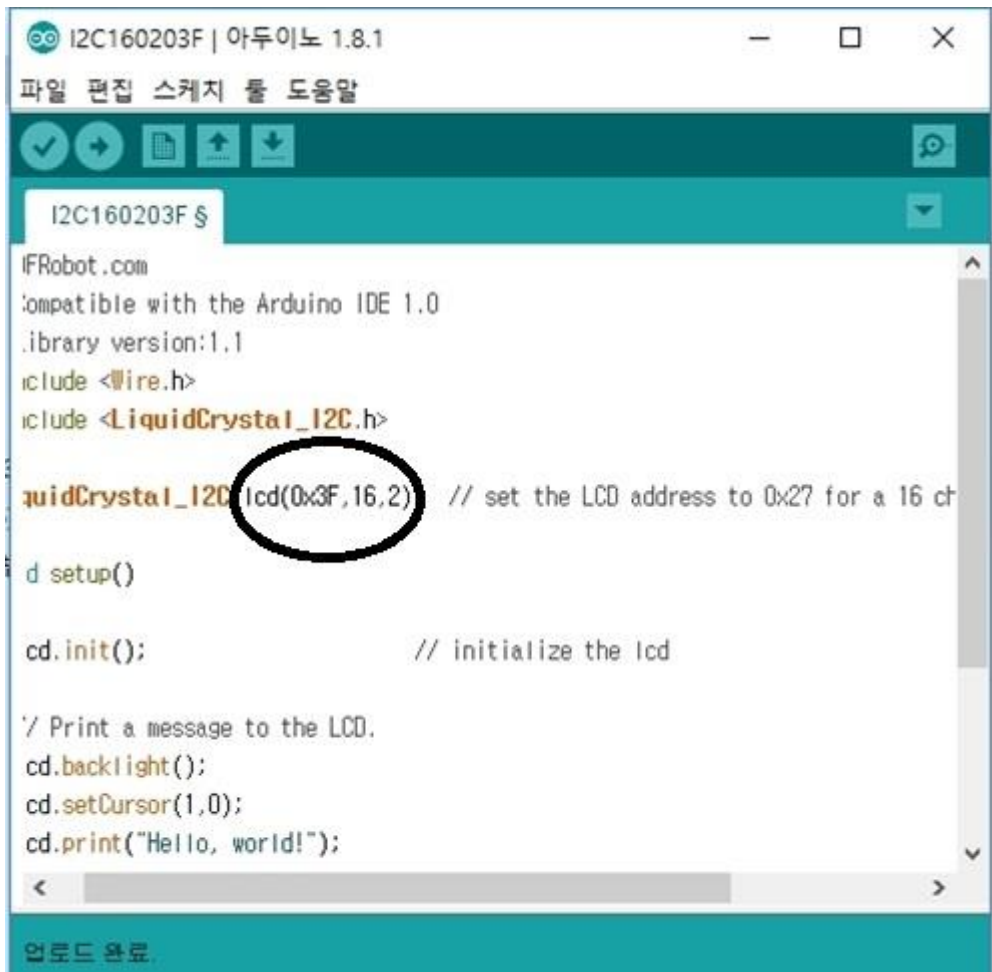 I2C160203F | 아두이노 1.8.1
파일 편집 스케치 툴 도움말
I2C160203F §
FRobot.com
ompatible with the Arduino IDE 1.0
ibrary version:1.1
clude <Wire.h>
clude <LiquidCrystal_I2C.h>
quidCrystal_I2C lcd(0x3F,16,2) // set the LCD address to 0x27 for a 16 ch
d setup()
cd.init(); // initialize the lcd
/ Print a message to the LCD.
cd.backlight();
cd.setCursor(1,0);
cd.print("Hello, world!");
업로드 완료.